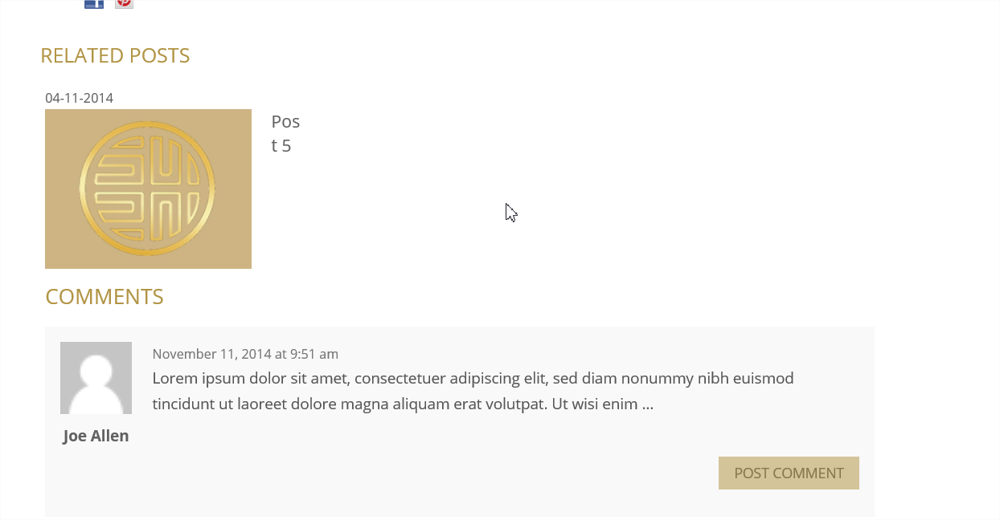 RELATED POSTS
04-11-2014
Pos
t 5
COMMENTS
November 11, 2014 at 9:51 am
Lorem ipsum dolor sit amet, consectetuer adipiscing elit, sed diam nonummy nibh euismod
tincidunt ut laoreet dolore magna aliquam erat volutpat. Ut wisi enim ...
Joe Allen
POST COMMENT